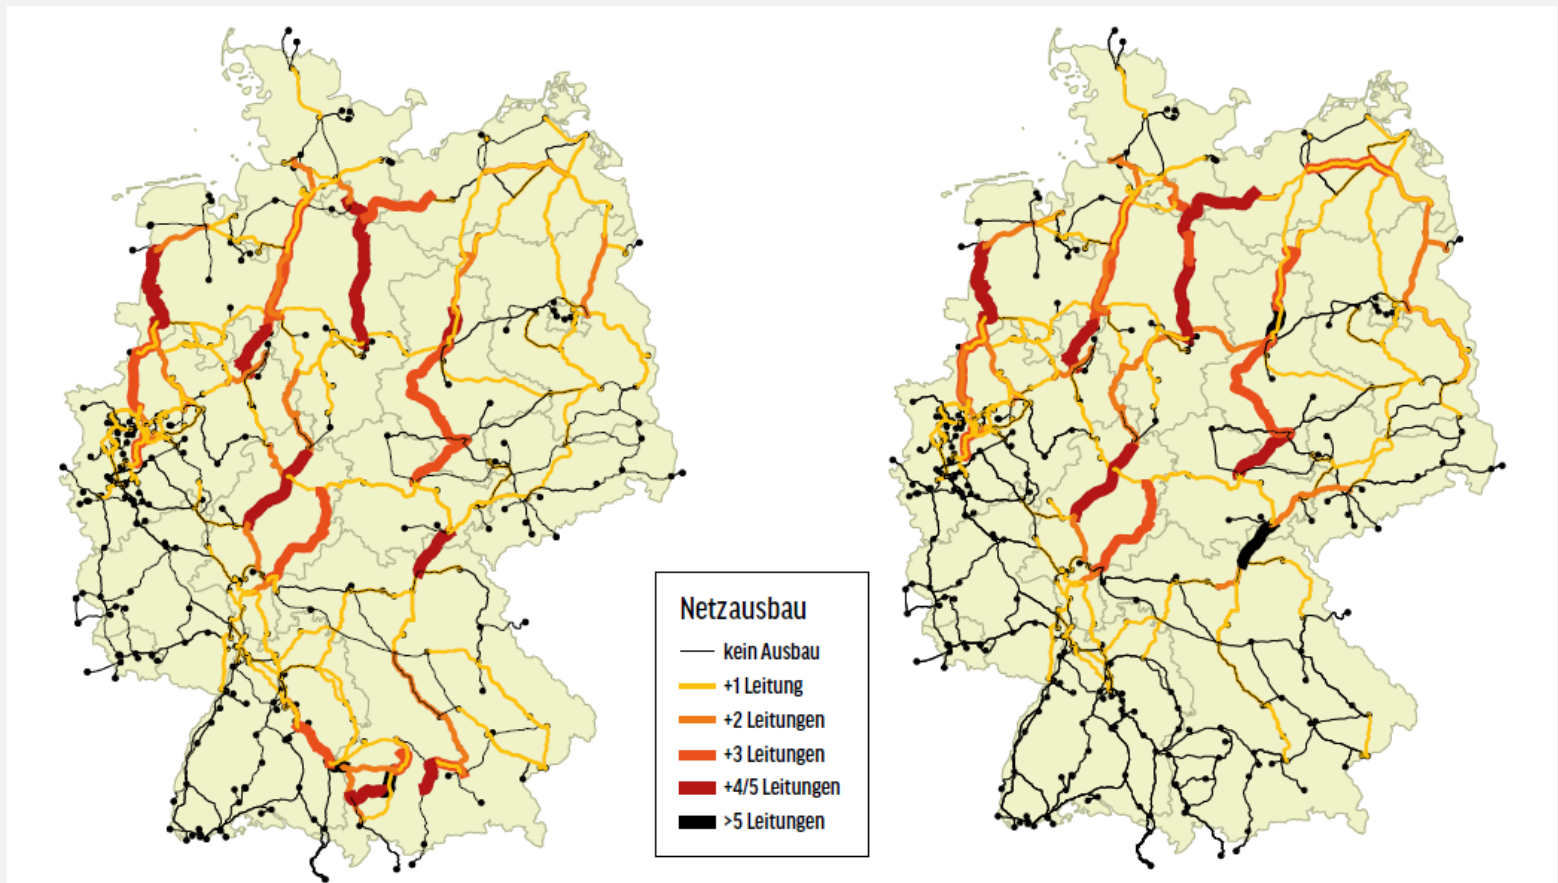 Netzausbau
kein Ausbau
+1 Leitung
+2 Leitungen
+3 Leitungen
+4/5 Leitungen
>5 Leitungen